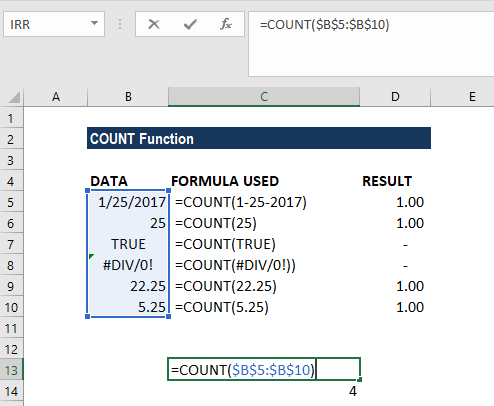 IRR =COUNT($B$5:$B$10)
A B C D E
1
2 COUNT Function
3
4 DATA FORMULA USED RESULT
5 1/25/2017 =COUNT(1-25-2017) 1.00
6 25 =COUNT(25) 1.00
7 TRUE =COUNT(TRUE) -
8 #DIV/0! =COUNT(#DIV/0!)) -
9 22.25 =COUNT(22.25) 1.00
10 5.25 =COUNT(5.25) 1.00
11
12
13 =COUNT($B$5:$B$10)
14 4